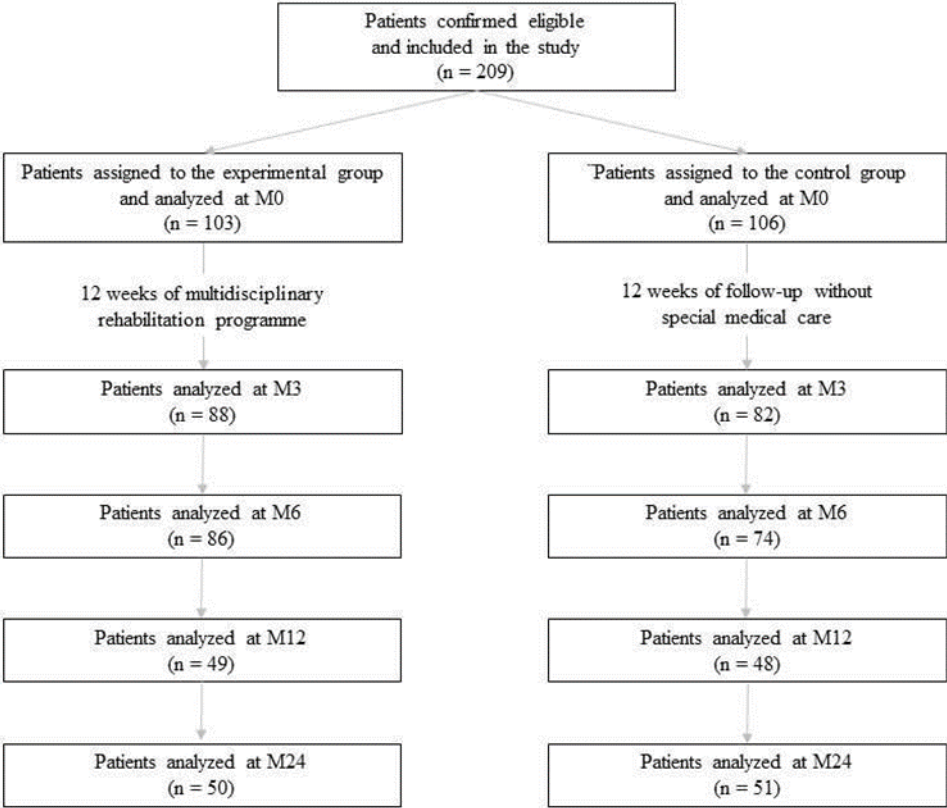 Patients confirmed eligible
and included in the study
(n = 209)
Patients assigned to the experimental group
and analyzed at M0
(n = 103)
Patients assigned to the control group
and analyzed at M0
(n = 106)
12 weeks of multidisciplinary
rehabilitation programme
12 weeks of follow-up without
special medical care
Patients analyzed at M3
(n = 88)
Patients analyzed at M3
(n = 82)
Patients analyzed at M6
(n = 86)
Patients analyzed at M6
(n = 74)
Patients analyzed at M12
(n = 49)
Patients analyzed at M12
(n = 48)
Patients analyzed at M24
(n = 50)
Patients analyzed at M24
(n = 51)